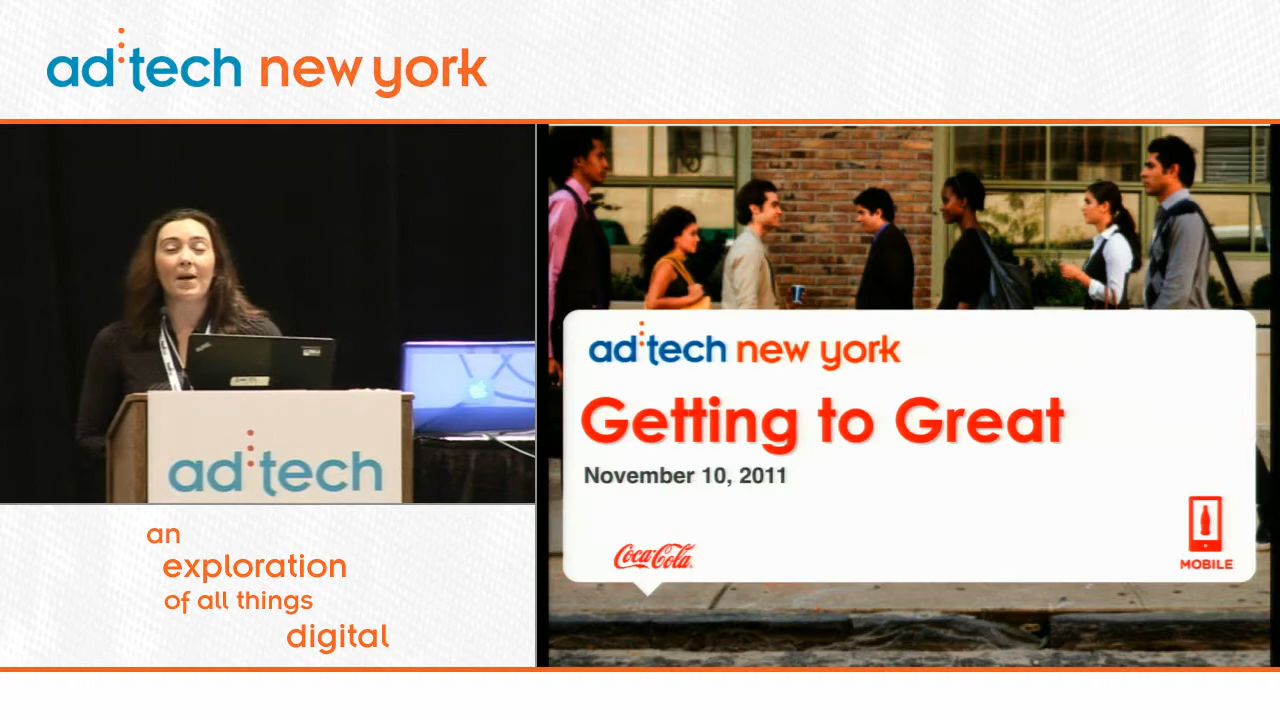 ad:tech new york
ad:tech
an
exploration
of all things
digital
ad:tech new york
Getting to Great
November 10, 2011
Coca-Cola
MOBILE